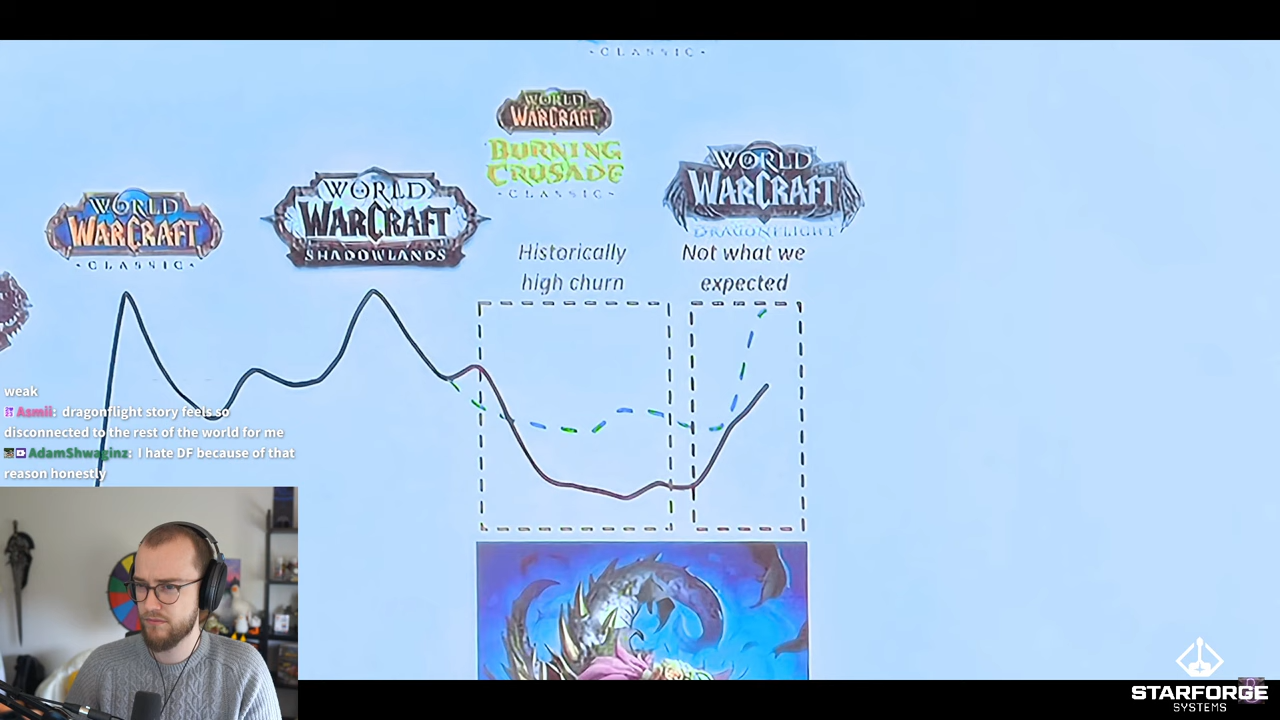 ·CLASSIC·
WORLD
WARCRAFT
BURNING
CRUSADE
·CLASSIC·
WORLD
WARCRAFT
·CLASSIC·
WORLD
WARCRAFT
SHADOWLANDS
WORLD
WARCRAFT
DRAGONFLIGHT
Historically
high churn
Not what we
expected
weak
Asmii: dragonflight story feels so
disconnected to the rest of the world for me
AdamShwaginz: I hate DF because of that
reason honestly
STARFORGE
SYSTEMS